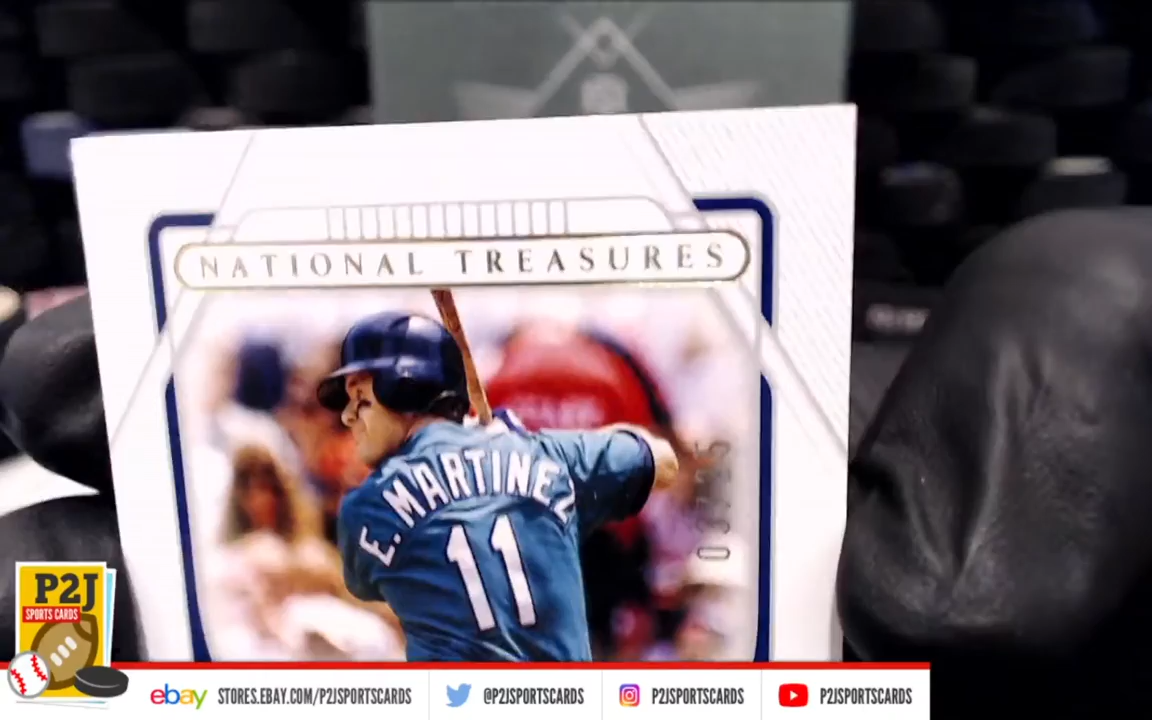 NATIONAL TREASURES
E. MARTINEZ
11
P2J
SPORTS CARDS
ebay STORES.EBAY.COM/P2JSPORTSCARDS
@P2JSPORTSCARDS
P2JSPORTSCARDS
P2JSPORTSCARDS